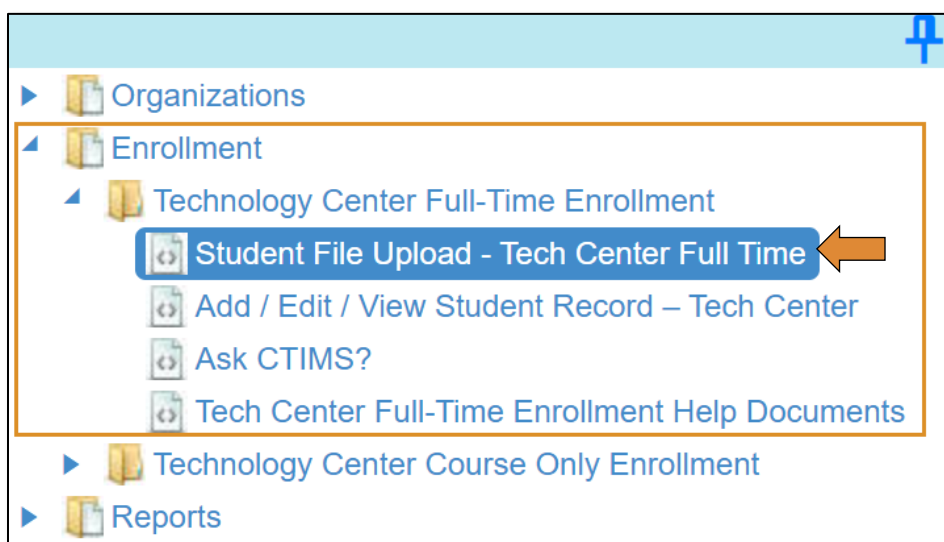 Organizations
Enrollment
Technology Center Full-Time Enrollment
Student File Upload - Tech Center Full Time
Add / Edit / View Student Record – Tech Center
Ask CTIMS?
Tech Center Full-Time Enrollment Help Documents
Technology Center Course Only Enrollment
Reports